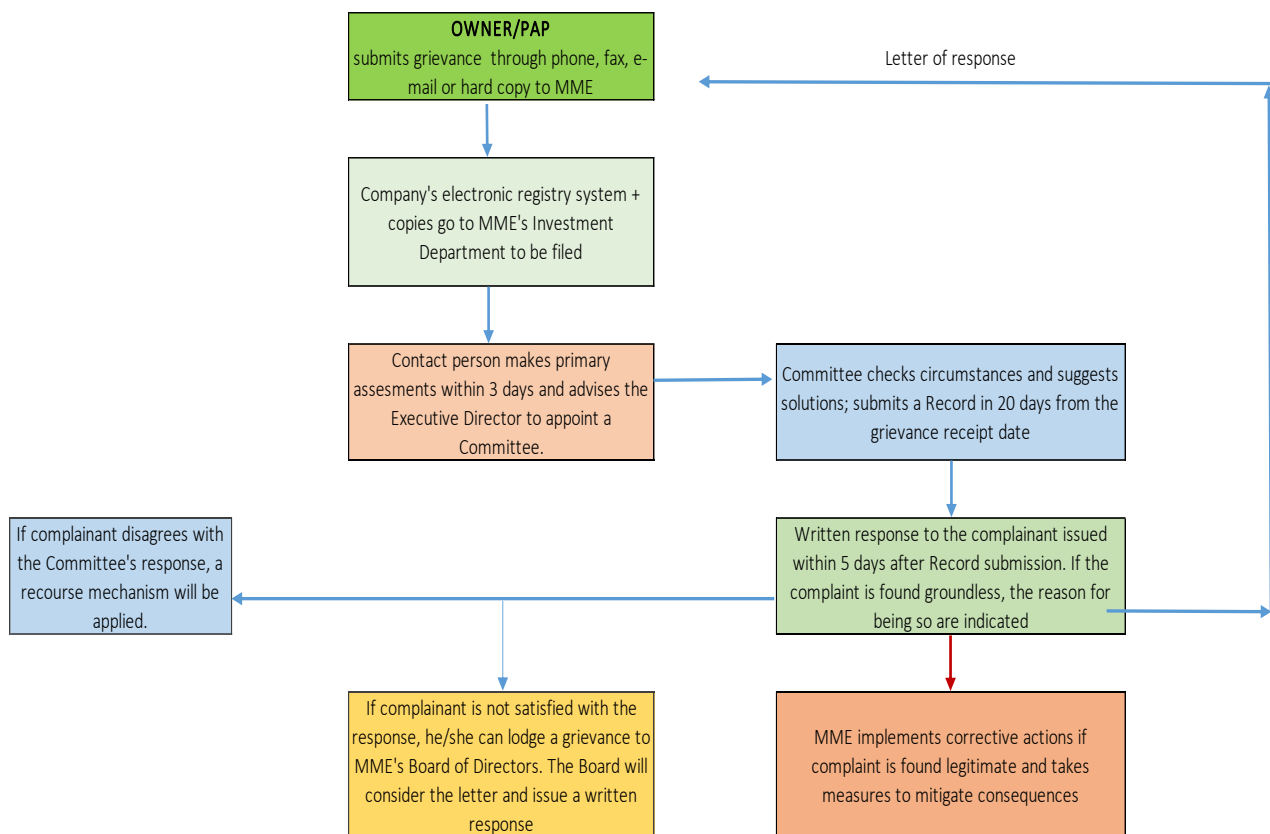 OWNER/PAP
submits grievance through phone, fax, e-
mail or hard copy to MME
Letter of response
Company's electronic registry system +
copies go to MME's Investment
Department to be filed
Contact person makes primary
assesments within 3 days and advises the
Executive Director to appoint a
Committee.
Committee checks circumstances and suggests
solutions; submits a Record in 20 days from the
grievance receipt date
If complainant disagrees with
the Committee's response, a
recourse mechanism will be
applied.
Written response to the complainant issued
within 5 days after Record submission. If the
complaint is found groundless, the reason for
being so are indicated
If complainant is not satisfied with the
response, he/she can lodge a grievance to
MME's Board of Directors. The Board will
consider the letter and issue a written
response
MME implements corrective actions if
complaint is found legitimate and takes
measures to mitigate consequences